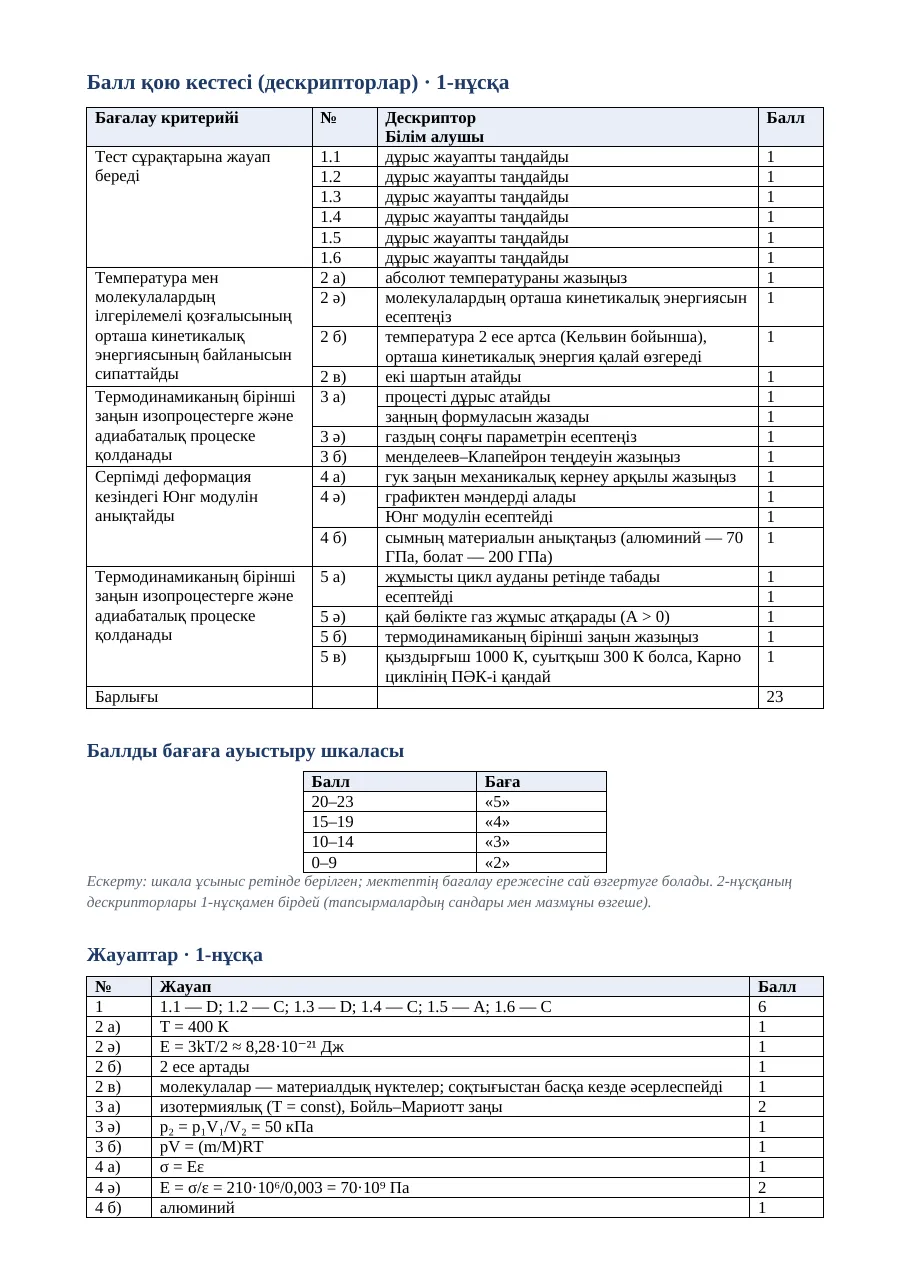 Балл қою кестесі (дескрипторлар) · 1-нұсқа
Бағалау критерийі № Дескриптор Балл
Білім алушы
Тест сұрақтарына жауап 1.1 дұрыс жауапты таңдайды 1
береді 1.2 дұрыс жауапты таңдайды 1
1.3 дұрыс жауапты таңдайды 1
1.4 дұрыс жауапты таңдайды 1
1.5 дұрыс жауапты таңдайды 1
1.6 дұрыс жауапты таңдайды 1
Температура мен 2 а) абсолют температураны жазыңыз 1
молекулалардың 2 ә) молекулалардың орташа кинетикалық энергиясын 1
ілгерілемелі қозғалысының есептеңіз
орташа кинетикалық 2 б) температура 2 есе артса (Кельвин бойынша), 1
энергиясының байланысын орташа кинетикалық энергия қалай өзгереді
сипаттайды 2 в) екі шартын атайды 1
Термодинамиканың бірінші 3 а) процесті дұрыс атайды 1
заңын изопроцестерге және заңның формуласын жазады 1
адиабаталық процеске 3 ә) газдың соңғы параметрін есептеңіз 1
қолданады 3 б) менделеев–Клапейрон теңдеуін жазыңыз 1
Серпімді деформация 4 а) гук заңын механикалық кернеу арқылы жазыңыз 1
кезіндегі Юнг модулін 4 ә) графиктен мәндерді алады 1
анықтайды Юнг модулін есептейді 1
4 б) сымның материалын анықтаңыз (алюминий — 70 1
ГПа, болат — 200 ГПа)
Термодинамиканың бірінші 5 а) жұмысты цикл ауданы ретінде табады 1
заңын изопроцестерге және есептейді 1
адиабаталық процеске 5 ә) қай бөлікте газ жұмыс атқарады (A > 0) 1
қолданады 5 б) термодинамиканың бірінші заңын жазыңыз 1
5 в) қыздырғыш 1000 К, суытқыш 300 К болса, Карно 1
циклінің ПӘК-і қандай
Барлығы 23
Баллды бағаға ауыстыру шкаласы
Балл Баға
20–23 «5»
15–19 «4»
10–14 «3»
0–9 «2»
Ескерту: шкала ұсыныс ретінде берілген; мектептің бағалау ережесіне сай өзгертуге болады. 2-нұсқаның
дескрипторлары 1-нұсқамен бірдей (тапсырмалардың сандары мен мазмұны өзгеше).
Жауаптар · 1-нұсқа
№ Жауап Балл
1 1.1 — D; 1.2 — C; 1.3 — D; 1.4 — C; 1.5 — A; 1.6 — C 6
2 а) T = 400 К 1
2 ә) E = 3kT/2 ≈ 8,28·10⁻²¹ Дж 1
2 б) 2 есе артады 1
2 в) молекулалар — материалдық нүктелер; соқтығыстан басқа кезде әсерлеспейді 1
3 а) изотермиялық (T = const), Бойль–Мариотт заңы 2
3 ә) p₂ = p₁V₁/V₂ = 50 кПа 1
3 б) pV = (m/M)RT 1
4 а) σ = Eε 1
4 ә) E = σ/ε = 210·10⁶/0,003 = 70·10⁹ Па 2
4 б) алюминий 1